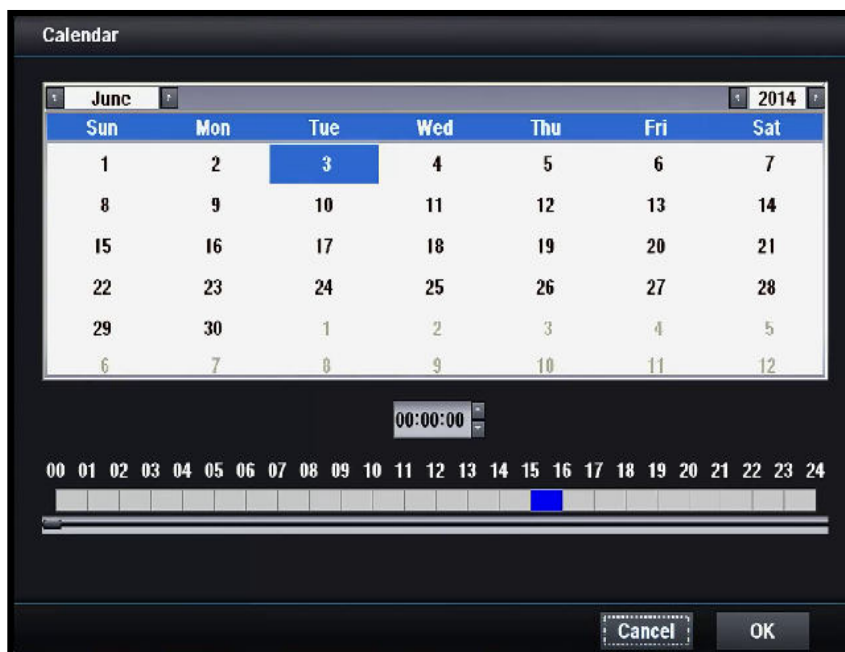 Calendar
June 2014
Sun Mon Tue Wed Thu Fri Sat
1 2 3 4 5 6 7
8 9 10 11 12 13 14
15 16 17 18 19 20 21
22 23 24 25 26 27 28
29 30 1 2 3 4 5
6 7 8 9 10 11 12
00:00:00
00 01 02 03 04 05 06 07 08 09 10 11 12 13 14 15 16 17 18 19 20 21 22 23 24
Cancel OK